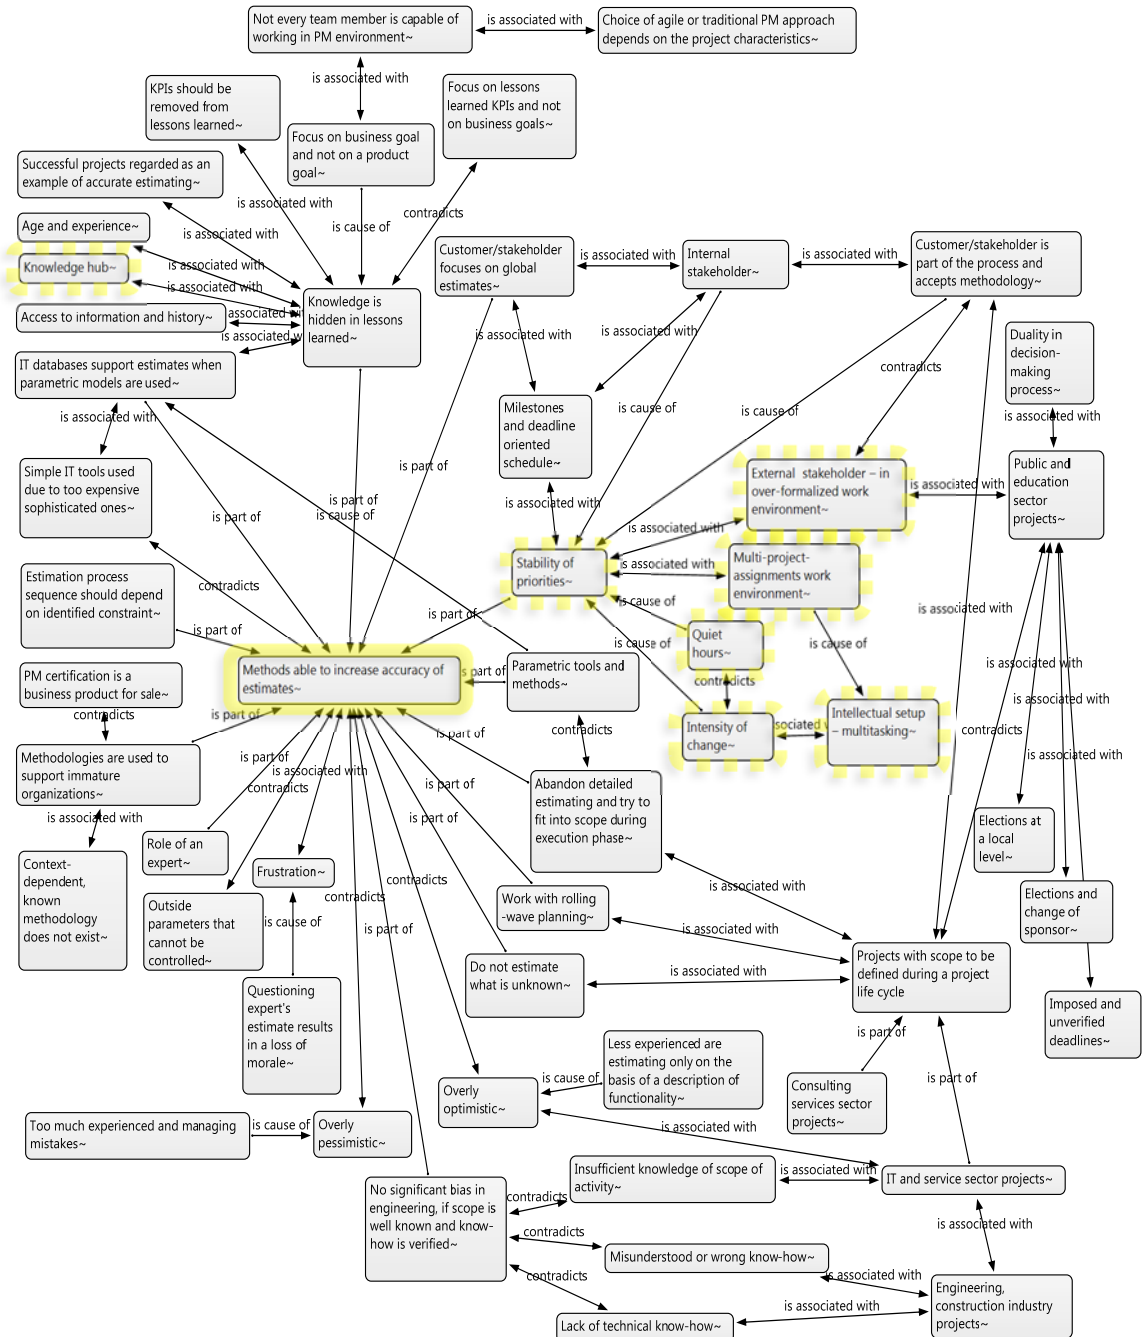 Not every team member is capable of
working in PM environment~
is associated with
Choice of agile or traditional PM approach
depends on the project characteristics~
is associated with
KPIs should be
removed from
lessons learned~
Focus on lessons
learned KPIs and not
on business goals~
Focus on business goal
and not on a product
goal~
Successful projects regarded as an
example of accurate estimating~
is associated with
is cause of
contradicts
Age and experience~
is associated with
Knowledge hub~
is associated with
is associated with
Access to information and history~
associated with
is associated w
Knowledge is
hidden in lessons
learned~
Customer/stakeholder
focuses on global
estimates~
is associated with
Internal
stakeholder~
is associated with
Customer/stakeholder is
part of the process and
accepts methodology~
IT databases support estimates when
parametric models are used~
is associated with
is associated with
is associated with
Duality in
decision-
making
process~
contradicts
is associated with
Milestones
and deadline
oriented
schedule~
is cause of
is cause of
Simple IT tools used
due to too expensive
sophisticated ones~
is part of
is part of
is part of
is cause of
is associated with
External stakeholder – in
over-formalized work
environment~
is associated with
Public and
education
sector
projects~
is associated with
Stability of
priorities~
is associated with
Multi-project-
assignments work
environment~
Estimation process
sequence should depend
on identified constraint~
contradicts
is part of
is part of
is cause of
is cause of
Quiet
hours~
is cause of
is associated with
Methods able to increase accuracy of
estimates~
is part of
Parametric tools and
methods~
contradicts
PM certification is a
business product for sale~
contradicts
is part of
is part of
contradicts
Intensity of
change~
sociated w
Intellectual setup
– multitasking~
is associated with
is associated with
contradicts
is associated with
Methodologies are used to
support immature
organizations~
is part of
is associated with
contradicts
is part of
Abandon detailed
estimating and try to
fit into scope during
execution phase~
is associated with
is part of
Elections at
a local
level~
Role of an
expert~
Context-
dependent,
known
methodology
does not exist~
Frustration~
contradicts
contradicts
Work with rolling
-wave planning~
is associated with
Elections and
change of
sponsor~
Outside
parameters that
cannot be
controlled~
is cause of
is part of
is associated with
Do not estimate
what is unknown~
is associated with
Projects with scope to be
defined during a project
life cycle
Questioning
expert's
estimate results
in a loss of
morale~
Imposed and
unverified
deadlines~
is part of
Less experienced are
estimating only on the
basis of a description of
functionality~
is cause of
Overly
optimistic~
Consulting
services sector
projects~
is part of
Too much experienced and managing
mistakes~
is cause of
Overly
pessimistic~
is associated with
Insufficient knowledge of scope of
activity~
is associated with
IT and service sector projects~
No significant bias in
engineering, if scope is
well known and know-
how is verified~
contradicts
contradicts
is associated with
Misunderstood or wrong know-how~
is associated with
contradicts
Engineering,
construction industry
projects~
is associated with
Lack of technical know-how~